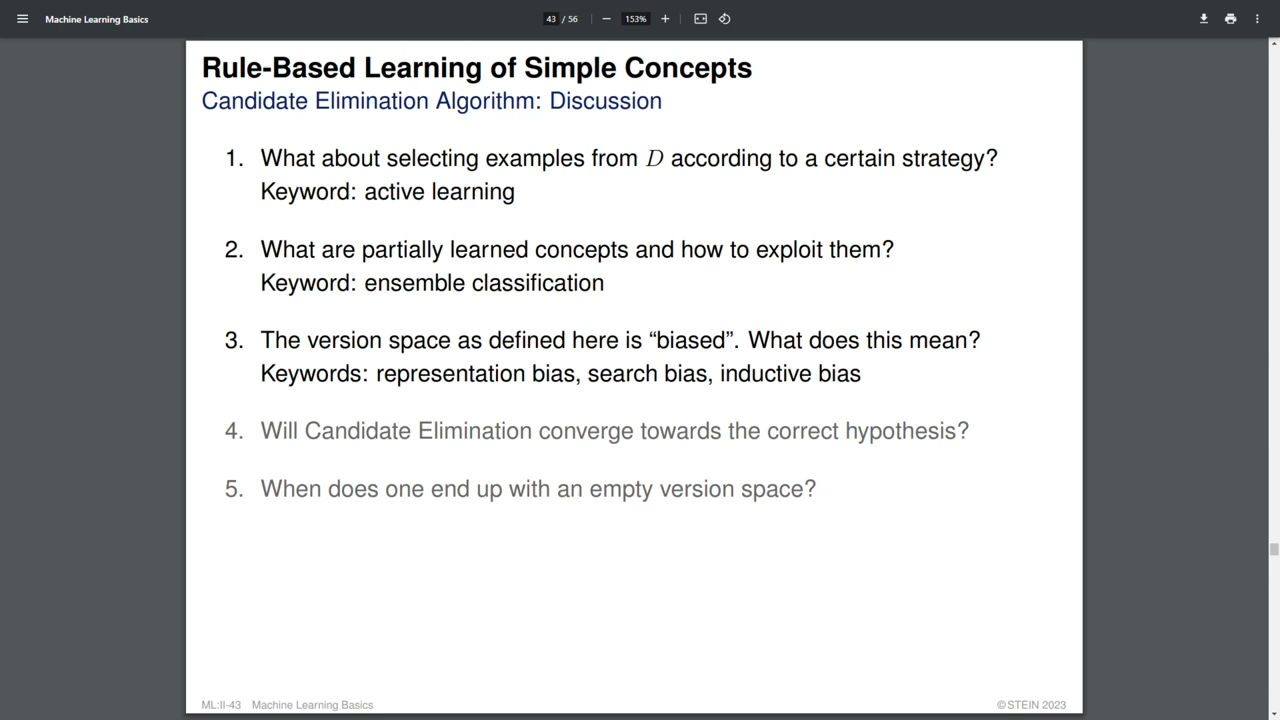 Machine Learning Basics
43 / 56
153%
Rule-Based Learning of Simple Concepts
Candidate Elimination Algorithm: Discussion
1. What about selecting examples from D according to a certain strategy?
Keyword: active learning
2. What are partially learned concepts and how to exploit them?
Keyword: ensemble classification
3. The version space as defined here is “biased”. What does this mean?
Keywords: representation bias, search bias, inductive bias
4. Will Candidate Elimination converge towards the correct hypothesis?
5. When does one end up with an empty version space?
ML:II-43 Machine Learning Basics
©STEIN 2023